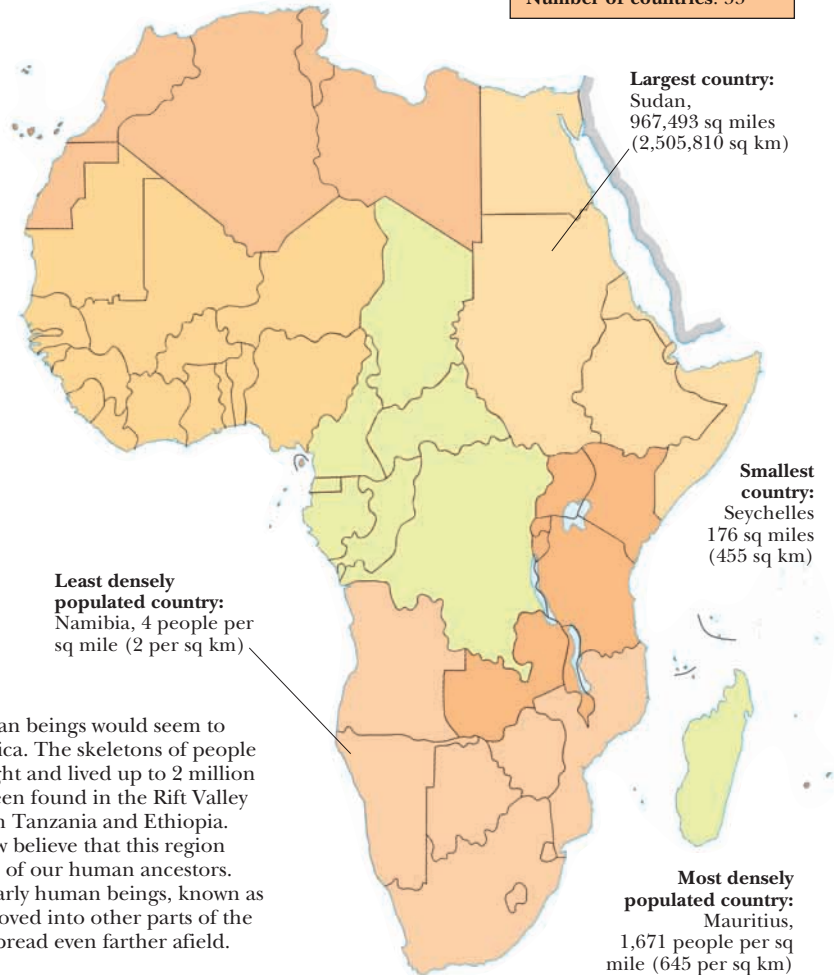 Number of countries: 53
Largest country:
Sudan,
967,493 sq miles
(2,505,810 sq km)
Smallest
country:
Seychelles
176 sq miles
(455 sq km)
Least densely
populated country:
Namibia, 4 people per
sq mile (2 per sq km)
an beings would seem to
ica. The skeletons of people
ght and lived up to 2 million
een found in the Rift Valley
n Tanzania and Ethiopia.
w believe that this region
of our human ancestors.
arly human beings, known as
oved into other parts of the
pread even farther afield.
Most densely
populated country:
Mauritius,
1,671 people per sq
mile (645 per sq km)